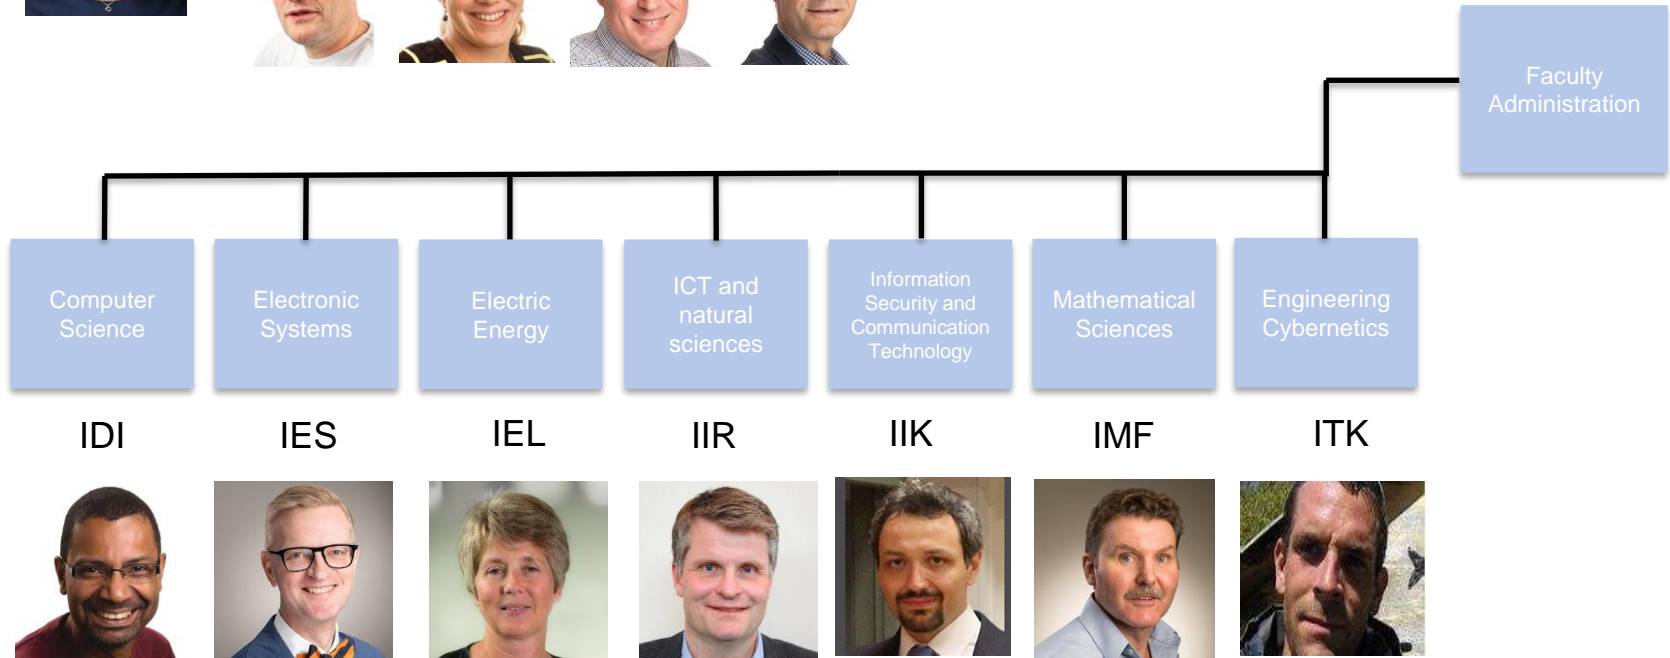 Faculty
Administration
Computer
Science
Electronic
Systems
Electric
Energy
ICT and
natural
sciences
Information
Security and
Communication
Technology
Mathematical
Sciences
Engineering
Cybernetics
IDI
IES
IEL
IIR
IIK
IMF
ITK